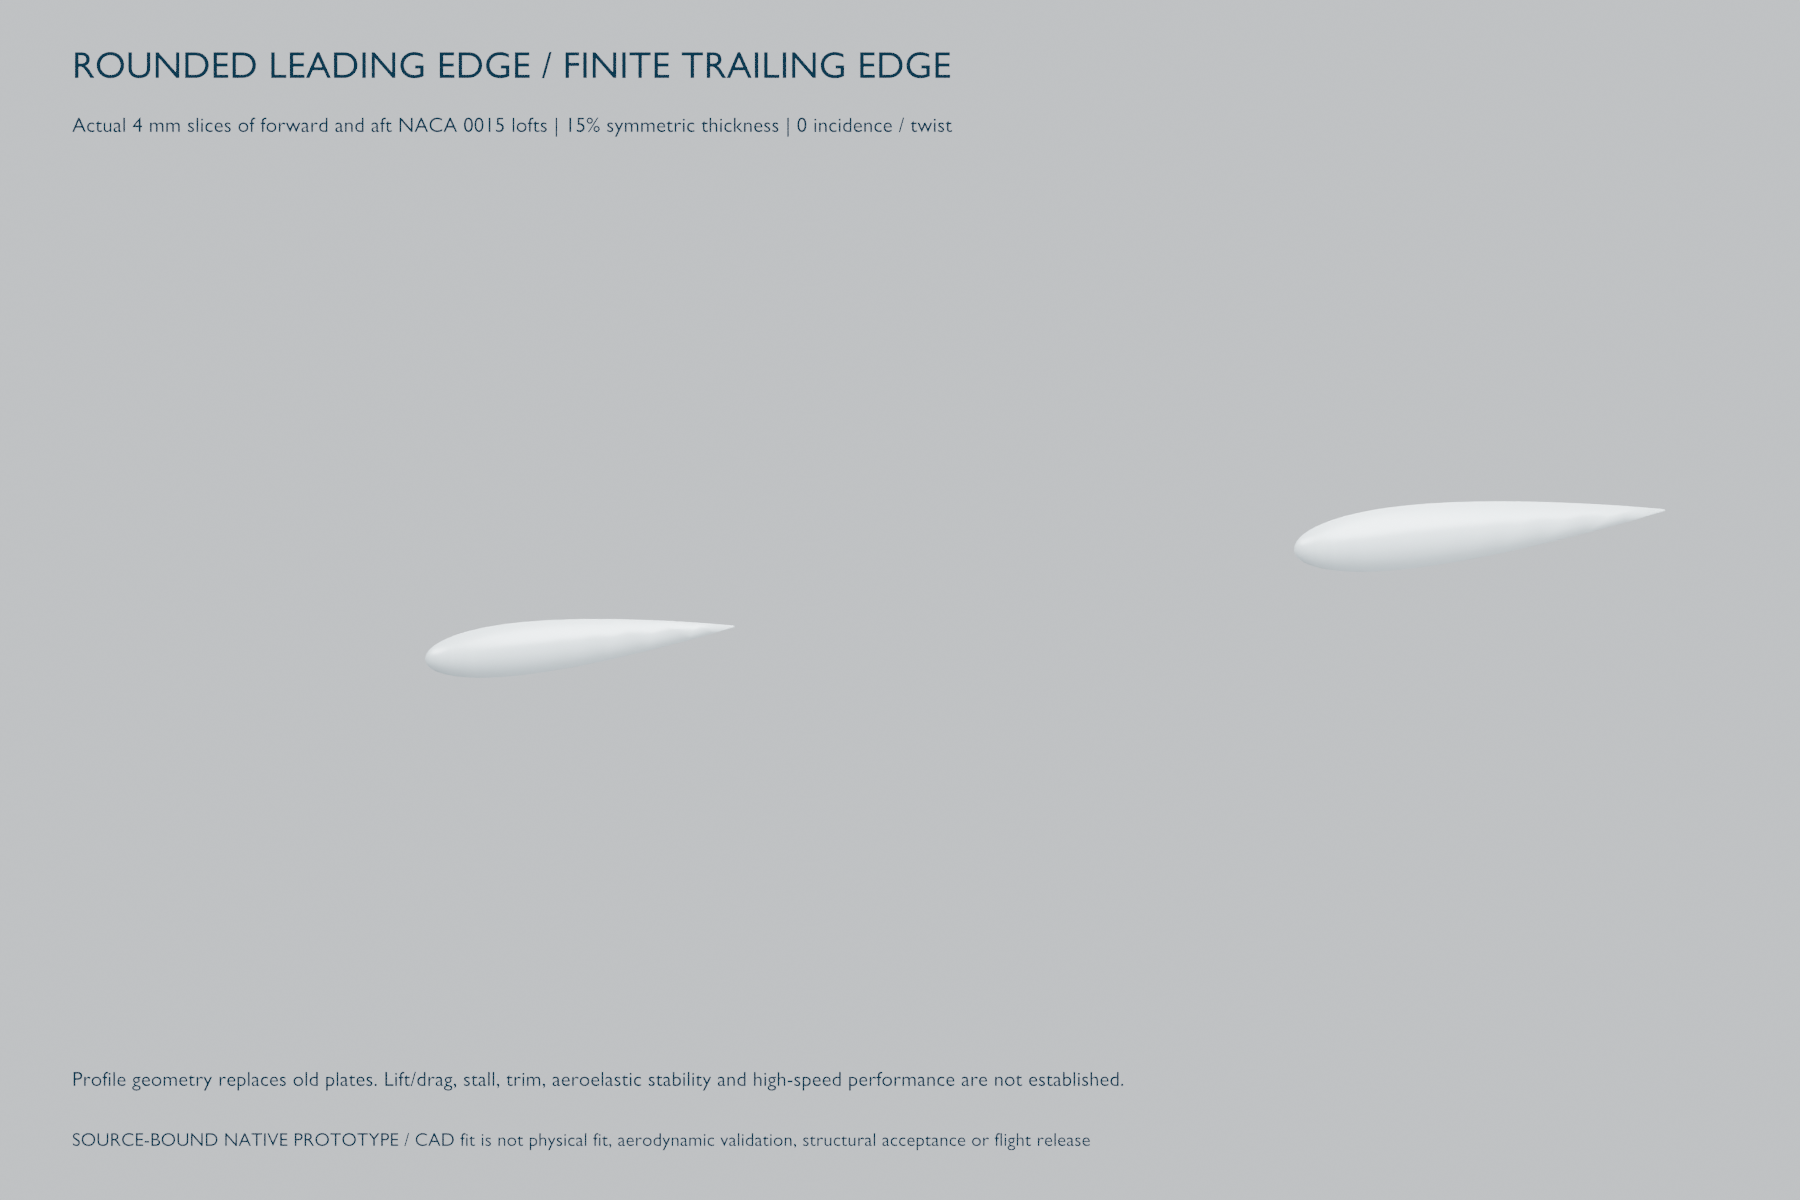 ROUNDED LEADING EDGE / FINITE TRAILING EDGE
Actual 4 mm slices of forward and aft NACA 0015 lofts | 15% symmetric thickness | 0 incidence / twist
Profile geometry replaces old plates. Lift/drag, stall, trim, aeroelastic stability and high-speed performance are not established.
SOURCE-BOUND NATIVE PROTOTYPE / CAD fit is not physical fit, aerodynamic validation, structural acceptance or flight release